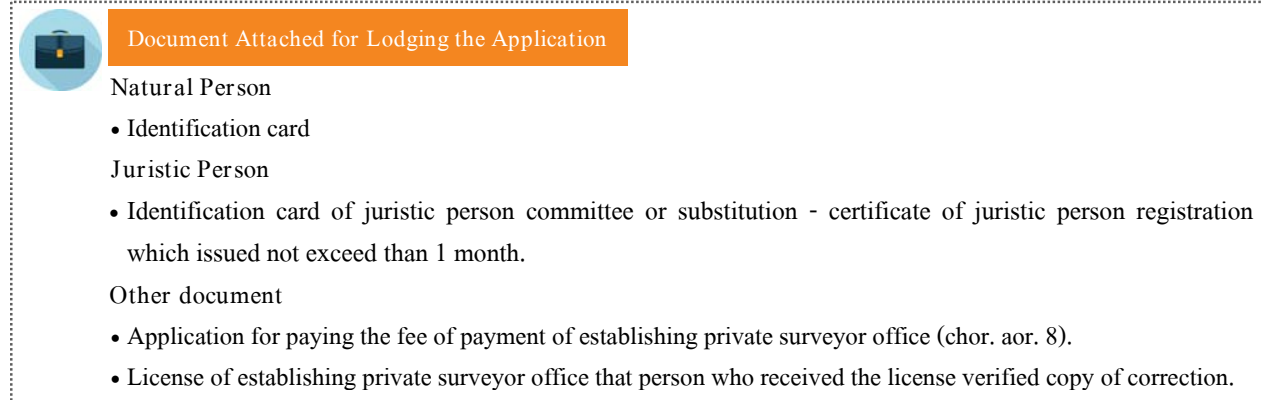 Document Attached for Lodging the Application
Natural Person
• Identification card
Juristic Person
• Identification card of juristic person committee or substitution - certificate of juristic person registration
which issued not exceed than 1 month.
Other document
• Application for paying the fee of payment of establishing private surveyor office (chor. aor. 8).
• License of establishing private surveyor office that person who received the license verified copy of correction.